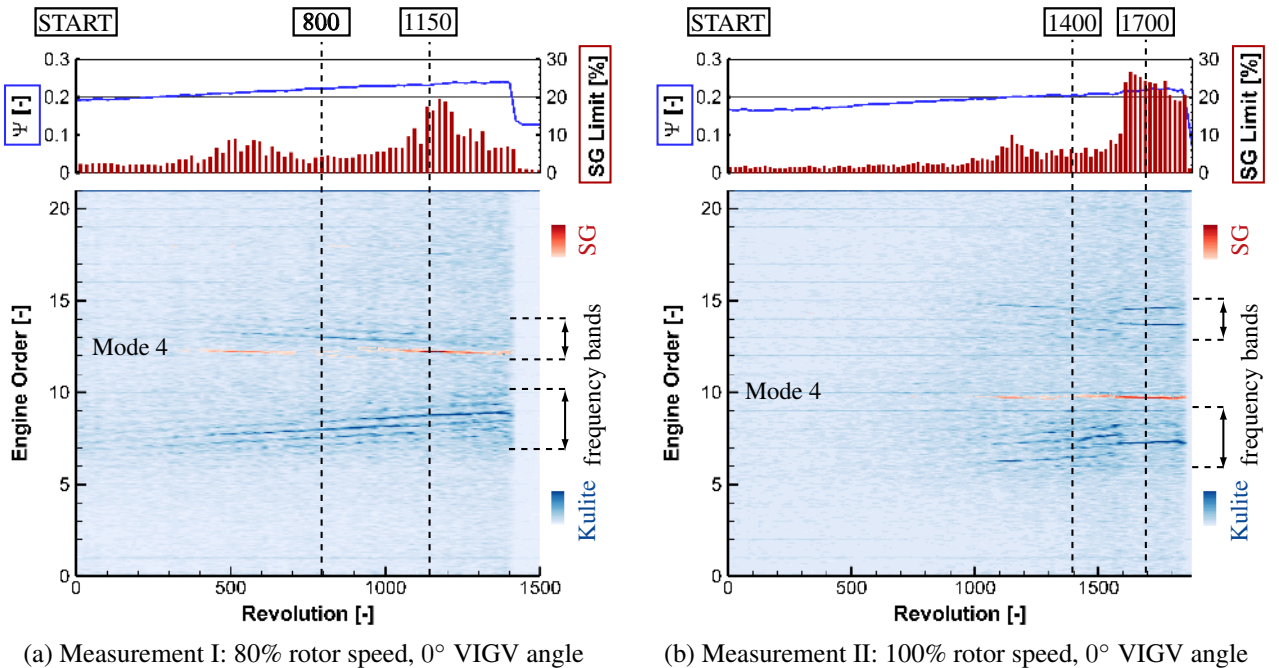 START
800
1150
0.3
0.2
0.1
0
Ψ [-]
30
20
10
0
SG Limit [%]
20
15
10
5
0
Engine Order [-]
Mode 4
SG
frequency bands
Kulite
0
500
1000
1500
Revolution [-]
(a) Measurement I: 80% rotor speed, 0° VIGV angle
START
1400
1700
0.3
0.2
0.1
0
Ψ [-]
30
20
10
0
SG Limit [%]
20
15
10
5
0
Engine Order [-]
Mode 4
SG
frequency bands
Kulite
0
500
1000
1500
Revolution [-]
(b) Measurement II: 100% rotor speed, 0° VIGV angle